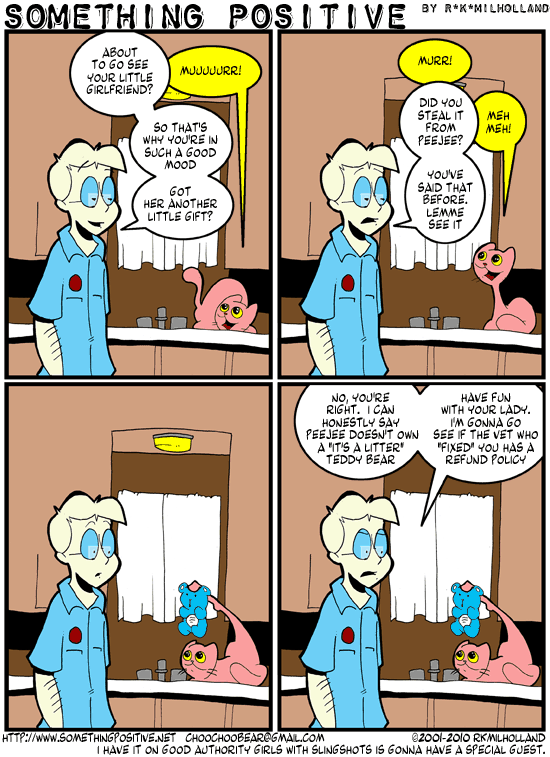 SOMETHING POSITIVE BY R*K*MILHOLLAND
ABOUT
TO GO SEE
YOUR LITTLE
GIRLFRIEND?
MUUUUURR!
SO THAT'S
WHY YOU'RE IN
SUCH A GOOD
MOOD
GOT
HER ANOTHER
LITTLE GIFT?
MURR!
DID YOU
STEAL IT
FROM
PEEJEE?
MEH
MEH!
YOU'VE
SAID THAT
BEFORE.
LEMME
SEE IT
NO, YOU'RE
RIGHT. I CAN
HONESTLY SAY
PEEJEE DOESN'T OWN
A "IT'S A LITTER"
TEDDY BEAR
HAVE FUN
WITH YOUR LADY.
I'M GONNA GO
SEE IF THE VET WHO
"FIXED" YOU HAS A
REFUND POLICY
HTTP://WWW.SOMETHINGPOSITIVE.NET CHOOCHOOBEAR@GMAIL.COM ©2001-2010 RKMILHOLLAND
I HAVE IT ON GOOD AUTHORITY GIRLS WITH SLINGSHOTS IS GONNA HAVE A SPECIAL GUEST.